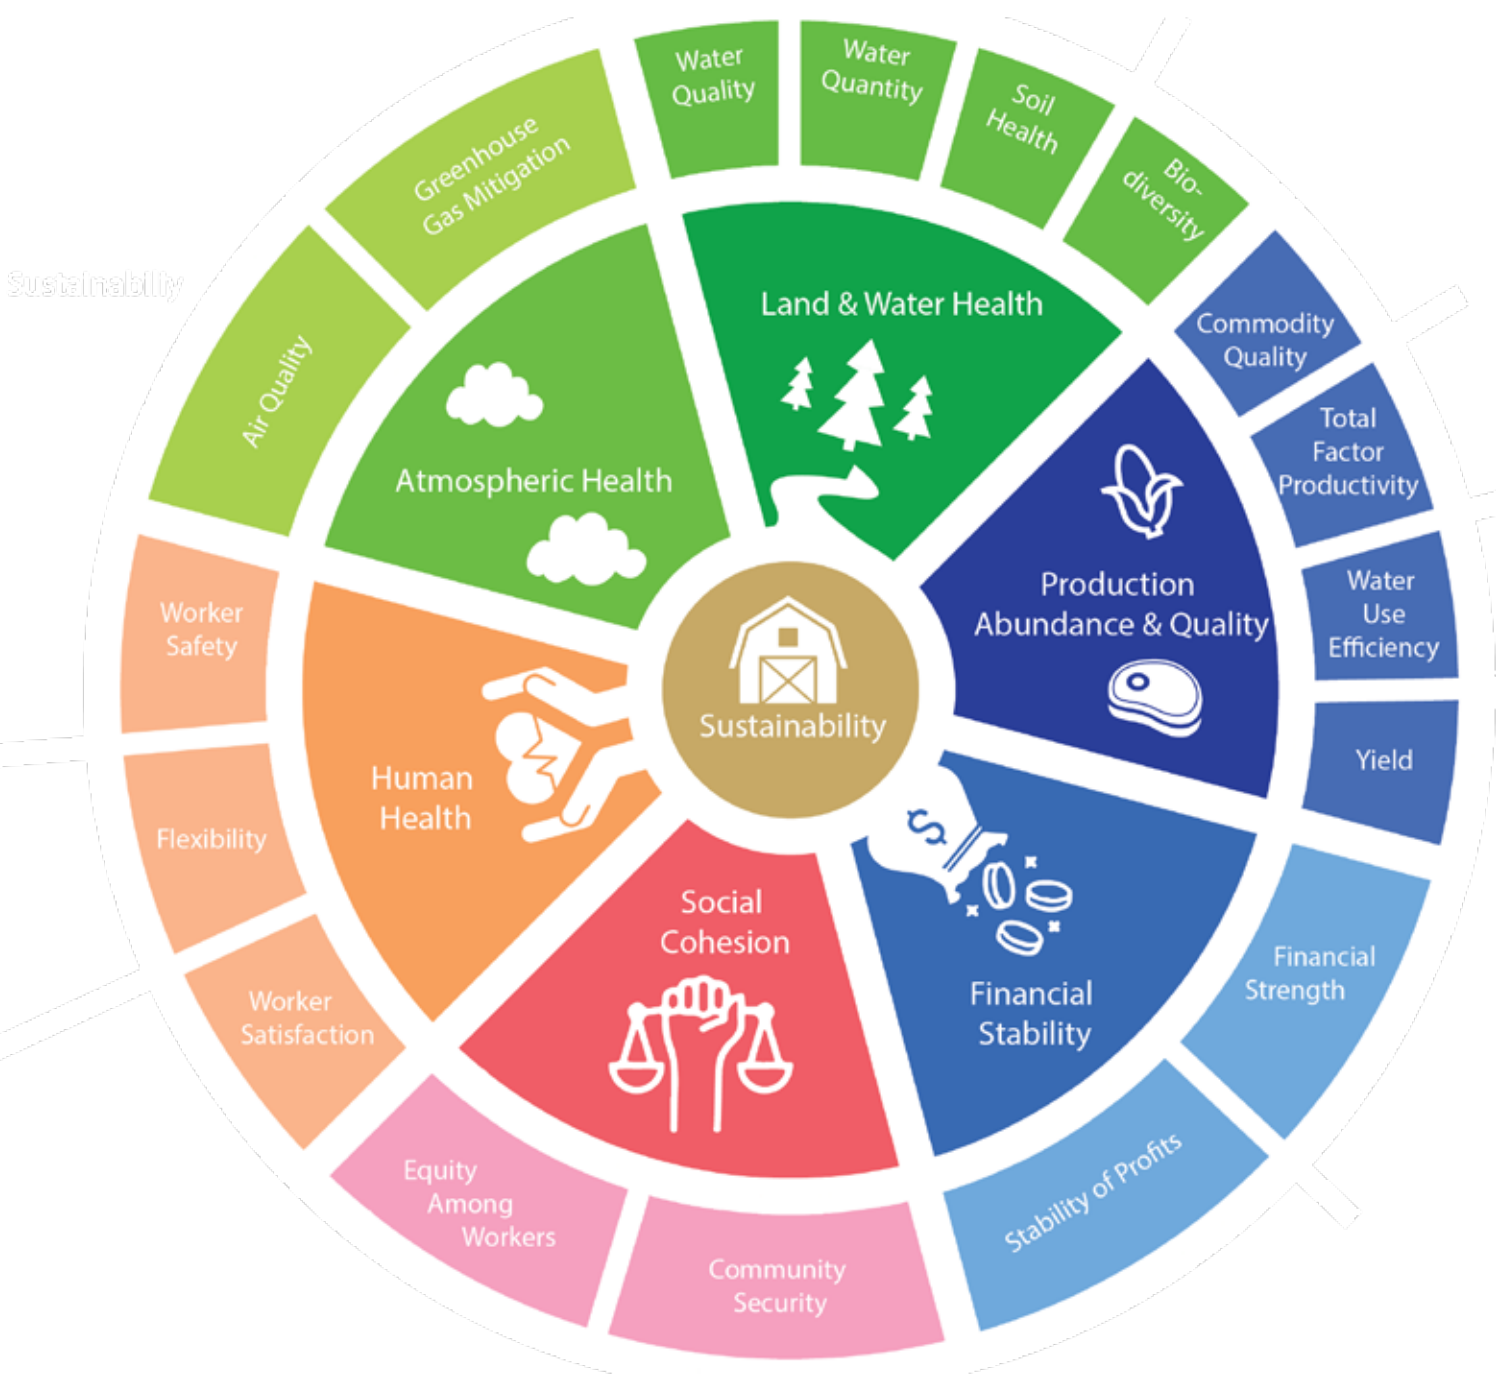 Water
Quality
Water
Quantity
Soil
Health
Bio-
diversity
Greenhouse
Gas Mitigation
Air Quality
Sustainabiliy
Land & Water Health
Atmospheric Health
Commodity
Quality
Total
Factor
Productivity
Water
Use
Efficiency
Yield
Production
Abundance & Quality
Sustainability
Worker
Safety
Flexibility
Worker
Satisfaction
Human
Health
Social
Cohesion
$
Financial
Stability
Financial
Strength
Stability of Profits
Equity
Among
Workers
Community
Security